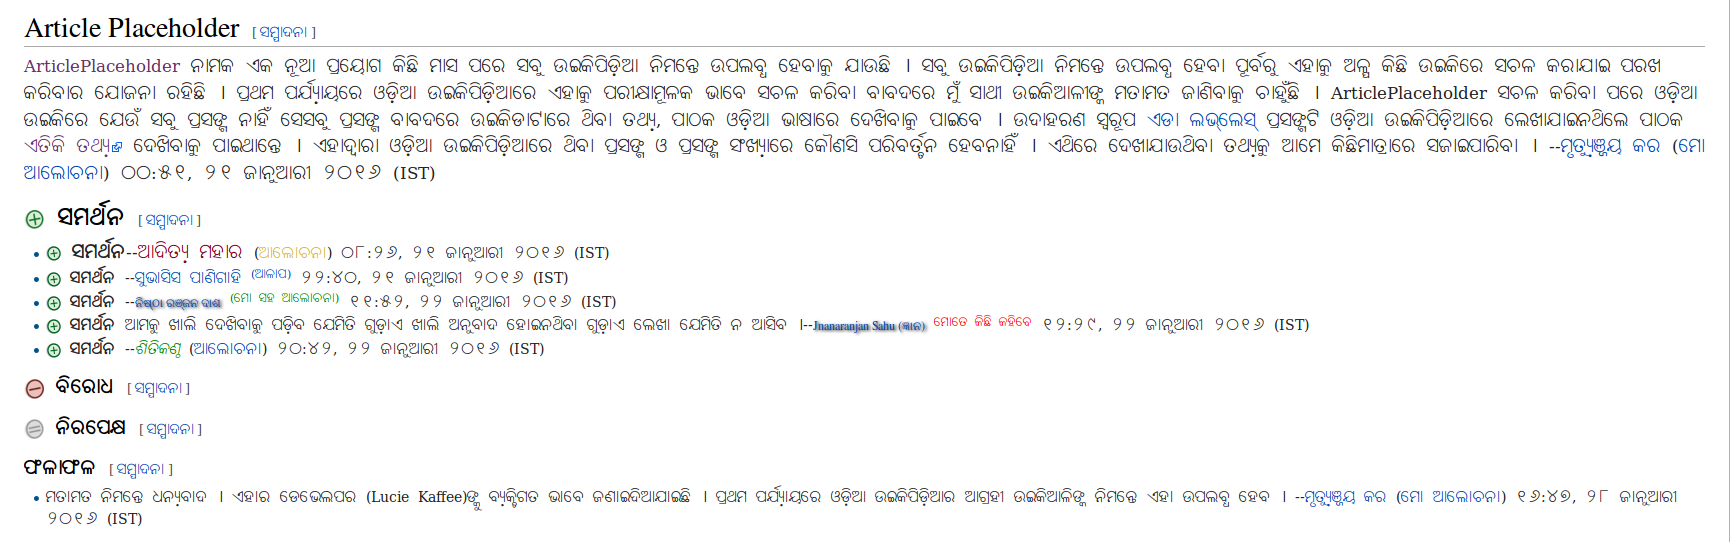 Article Placeholder [ ସମ୍ପାଦନା ]
ArticlePlaceholder ନାମକ ଏକ ନୂଆ ପ୍ରୟୋଗ କିଛି ମାସ ପରେ ସବୁ ଉଇକିପିଡ଼ିଆ ନିମନ୍ତେ ଉପଲବ୍ଧ ହେବାକୁ ଯାଉଛି । ସବୁ ଉଇକିପିଡ଼ିଆ ନିମନ୍ତେ ଉପଲବ୍ଧ ହେବା ପୂର୍ବରୁ ଏହାକୁ ଅଳ୍ପ କିଛି ଉଇକିରେ ସଚଳ କରାଯାଇ ପରଖ
କରିବାର ଯୋଜନା ରହିଛି । ପ୍ରଥମ ପର୍ଯ୍ୟାୟରେ ଓଡ଼ିଆ ଉଇକିପିଡ଼ିଆରେ ଏହାକୁ ପରୀକ୍ଷାମୂଳକ ଭାବେ ସଚଳ କରିବା ବାବଦରେ ମୁଁ ସାଥୀ ଉଇକିଆଳୀଙ୍କ ମତାମତ ଜାଣିବାକୁ ଚାହୁଁଛି । ArticlePlaceholder ସଚଳ କରିବା ପରେ ଓଡ଼ିଆ
ଉଇକିରେ ଯେଉଁ ସବୁ ପ୍ରସଙ୍ଗ ନାହିଁ ସେସବୁ ପ୍ରସଙ୍ଗ ବାବଦରେ ଉଇକିଡାଟାରେ ଥିବା ତଥ୍ୟ, ପାଠକ ଓଡ଼ିଆ ଭାଷାରେ ଦେଖିବାକୁ ପାଇବେ । ଉଦାହରଣ ସ୍ୱରୂପ ଏଡା ଲଭ୍‌ଲେସ୍ ପ୍ରସଙ୍ଗଟି ଓଡ଼ିଆ ଉଇକିପିଡ଼ିଆରେ ଲେଖାଯାଇନଥିଲେ ପାଠକ
ଏତିକି ତଥ୍ୟ ଦେଖିବାକୁ ପାଇଥାନ୍ତେ । ଏହାଦ୍ୱାରା ଓଡ଼ିଆ ଉଇକିପିଡ଼ିଆରେ ଥିବା ପ୍ରସଙ୍ଗ ଓ ପ୍ରସଙ୍ଗ ସଂଖ୍ୟାରେ କୌଣସି ପରିବର୍ତ୍ତନ ହେବନାହିଁ । ଏଥିରେ ଦେଖାଯାଉଥିବା ତଥ୍ୟକୁ ଆମେ କିଛିମାତ୍ରାରେ ସଜାଇପାରିବା । --ମୃତ୍ୟୁଞ୍ଜୟ କର (ମୋ
ଆଲୋଚନା) ୦୦:୫୧, ୨୧ ଜାନୁଆରୀ ୨୦୧୬ (IST)
ସମର୍ଥନ [ ସମ୍ପାଦନା ]
ସମର୍ଥନ--ଆଦିତ୍ୟ ମହାର (ଆଲୋଚନା) ୦୮:୨୬, ୨୧ ଜାନୁଆରୀ ୨୦୧୬ (IST)
ସମର୍ଥନ --ସୁଭାସିସ ପାଣିଗାହି (ଆଳାପ) ୨୨:୪୦, ୨୧ ଜାନୁଆରୀ ୨୦୧୬ (IST)
ସମର୍ଥନ --ନିଷ୍ଠା ରଞ୍ଜନ ଦାଶ (ମୋ ସହ ଆଲୋଚନା) ୧୧:୫୨, ୨୨ ଜାନୁଆରୀ ୨୦୧୬ (IST)
ସମର୍ଥନ ଆମକୁ ଖାଲି ଦେଖିବାକୁ ପଡ଼ିବ ଯେମିତି ଗୁଡ଼ାଏ ଖାଲି ଅନୁବାଦ ହୋଇନଥିବା ଗୁଡ଼ାଏ ଲେଖା ଯେମିତି ନ ଆସିବ ।--Jnanaranjan Sahu (ଜ୍ଞାନ) ମୋତେ କିଛି କହିବେ ୧୨:୨୯, ୨୨ ଜାନୁଆରୀ ୨୦୧୬ (IST)
ସମର୍ଥନ --ଶିତିକଣ୍ଠ (ଆଲୋଚନା) ୨୦:୪୨, ୨୨ ଜାନୁଆରୀ ୨୦୧୬ (IST)
ବିରୋଧ [ ସମ୍ପାଦନା ]
ନିରପେକ୍ଷ [ ସମ୍ପାଦନା ]
ଫଳାଫଳ [ ସମ୍ପାଦନା ]
ମତାମତ ନିମନ୍ତେ ଧନ୍ୟବାଦ । ଏହାର ଡେଭେଲପର (Lucie Kaffee)ଙ୍କୁ ବ୍ୟକ୍ତିଗତ ଭାବେ ଜଣାଇଦିଆଯାଇଛି । ପ୍ରଥମ ପର୍ଯ୍ୟାୟରେ ଓଡ଼ିଆ ଉଇକିପିଡ଼ିଆର ଆଗ୍ରହୀ ଉଇକିଆଳିଙ୍କ ନିମନ୍ତେ ଏହା ଉପଲବ୍ଧ ହେବ । --ମୃତ୍ୟୁଞ୍ଜୟ କର (ମୋ ଆଲୋଚନା) ୧୬:୪୭, ୨୮ ଜାନୁଆରୀ
୨୦୧୬ (IST)